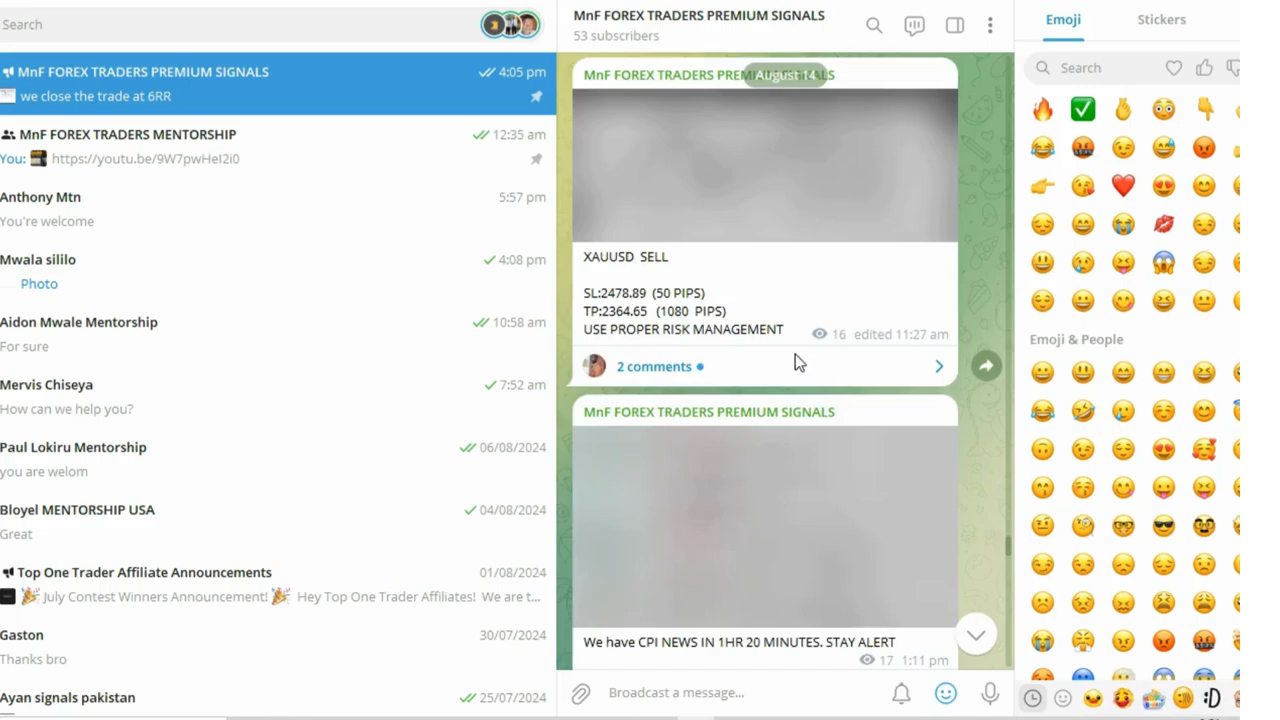 Search
MnF FOREX TRADERS PREMIUM SIGNALS
4:05 pm
we close the trade at 6RR
MnF FOREX TRADERS MENTORSHIP
12:35 am
You: https://youtu.be/9W7pwHeI2i0
Anthony Mtn
5:57 pm
You're welcome
Mwala sililo
4:08 pm
Photo
Aidon Mwale Mentorship
10:58 am
For sure
Mervis Chiseya
7:52 am
How can we help you?
Paul Lokiru Mentorship
06/08/2024
you are welom
Bloyel MENTORSHIP USA
04/08/2024
Great
Top One Trader Affiliate Announcements
01/08/2024
July Contest Winners Announcement! Hey Top One Trader Affiliates! We are t...
Gaston
30/07/2024
Thanks bro
Ayan signals pakistan
25/07/2024
MnF FOREX TRADERS PREMIUM SIGNALS
53 subscribers
MnF FOREX TRADERS PREMIUM SIGNALS
August 14
XAUUSD SELL
SL:2478.89 (50 PIPS)
TP:2364.65 (1080 PIPS)
USE PROPER RISK MANAGEMENT
16 edited 11:27 am
2 comments
MnF FOREX TRADERS PREMIUM SIGNALS
We have CPI NEWS IN 1HR 20 MINUTES. STAY ALERT
17 1:11 pm
Broadcast a message...
Emoji
Stickers
Search
Emoji & People